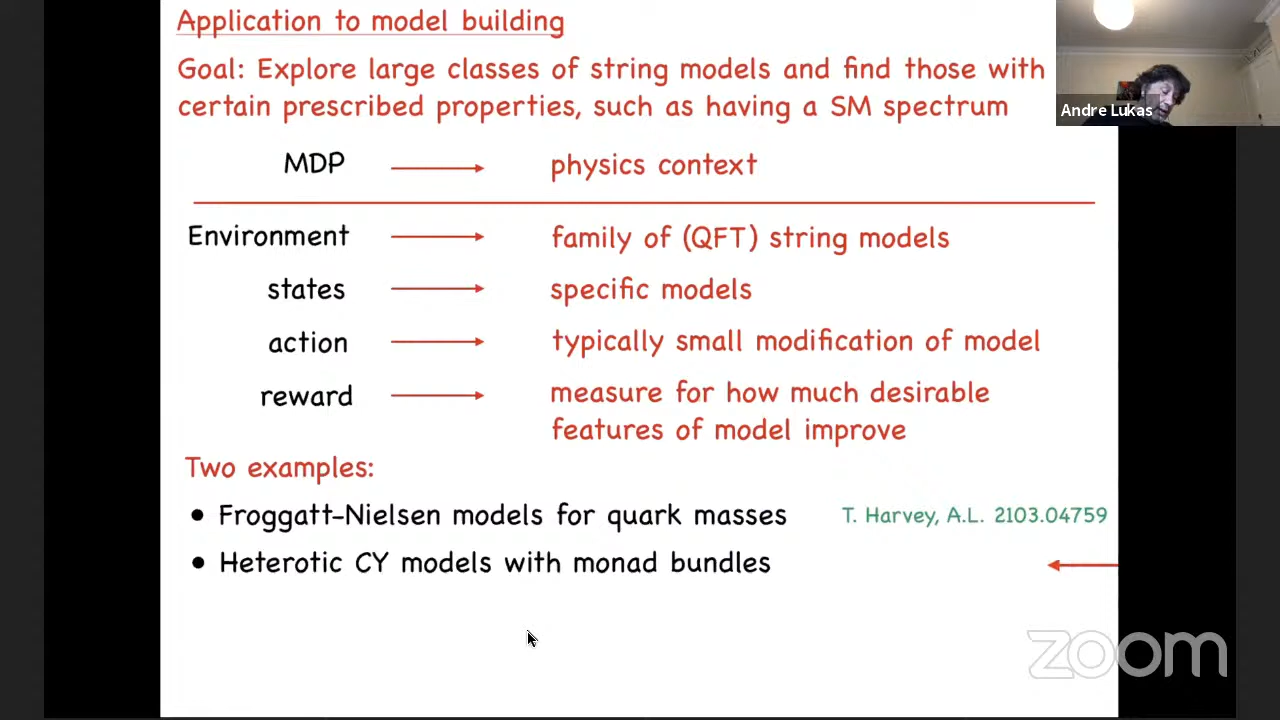 Application to model building
Goal: Explore large classes of string models and find those with
certain prescribed properties, such as having a SM spectrum
Andre Lukas
MDP physics context
Environment family of (QFT) string models
states specific models
action typically small modification of model
reward measure for how much desirable
features of model improve
Two examples:
• Froggatt-Nielsen models for quark masses T. Harvey, A.L. 2103.04759
• Heterotic CY models with monad bundles
zoom